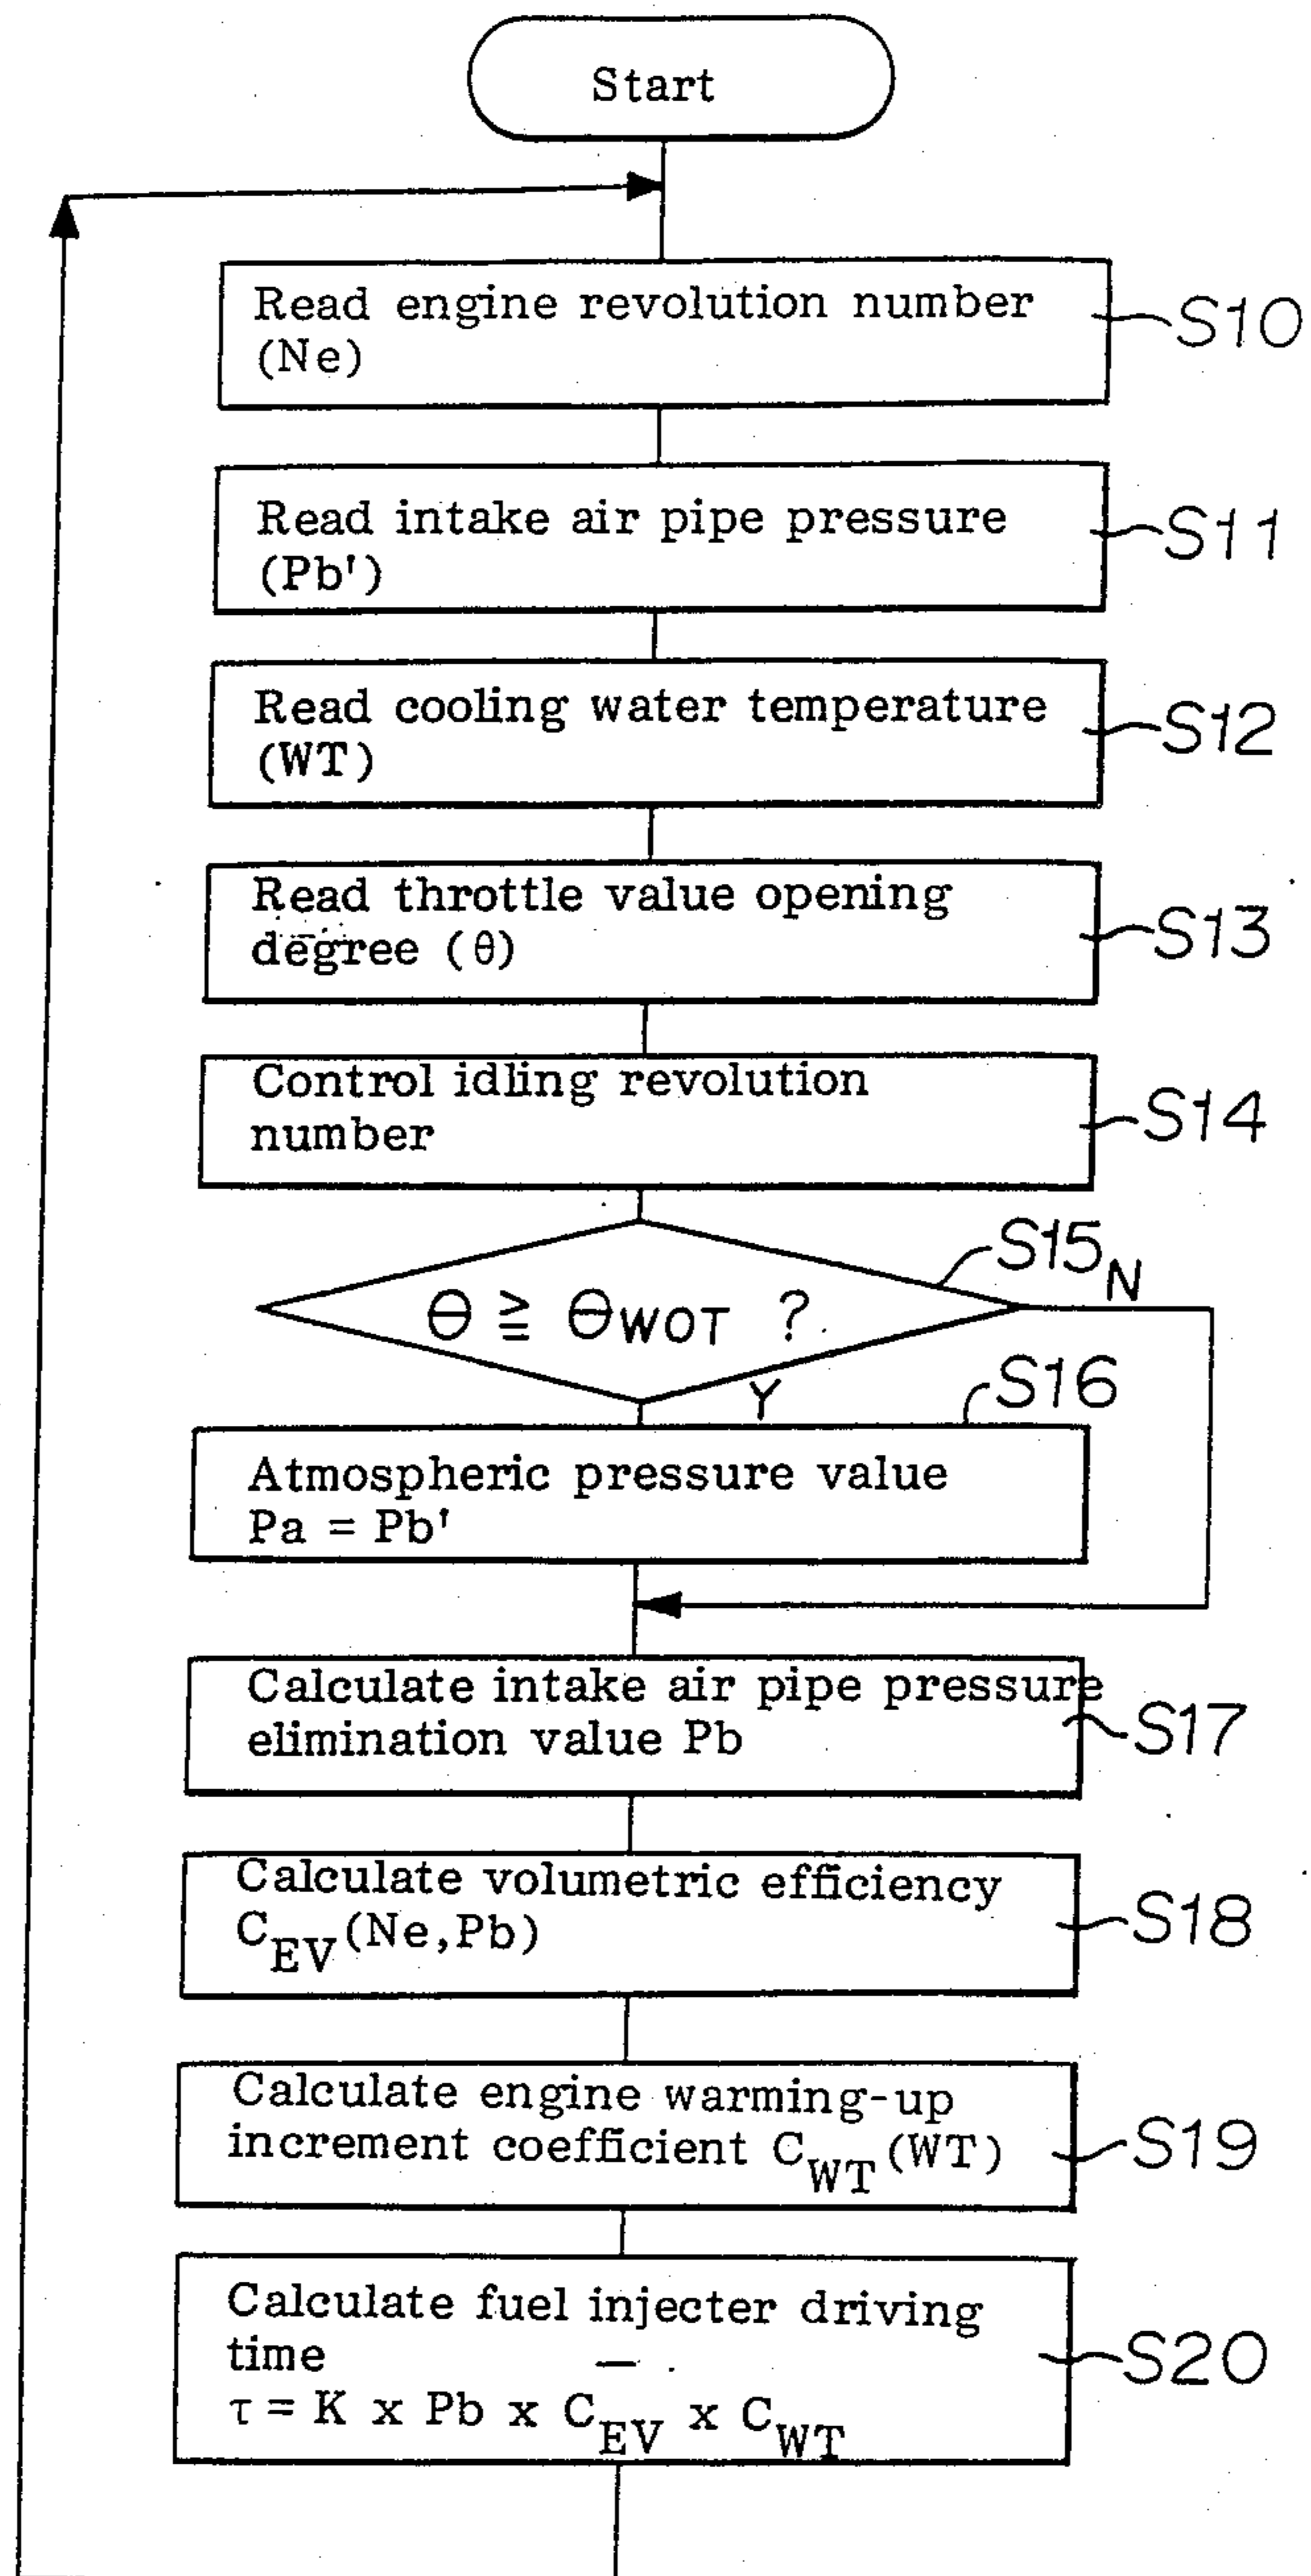 Start
Read engine revolution number
(Ne)
S10
Read intake air pipe pressure
(Pb')
S11
Read cooling water temperature
(WT)
S12
Read throttle value opening
degree (θ)
S13
Control idling revolution
number
S14
θ ≧ θWOT ?
S15
N
Y
S16
Atmospheric pressure value
Pa = Pb'
Calculate intake air pipe pressure
elimination value Pb
S17
Calculate volumetric efficiency
CEV(Ne,Pb)
S18
Calculate engine warming-up
increment coefficient CWT(WT)
S19
Calculate fuel injecter driving
time
τ = K x Pb x CEV x CWT
S20